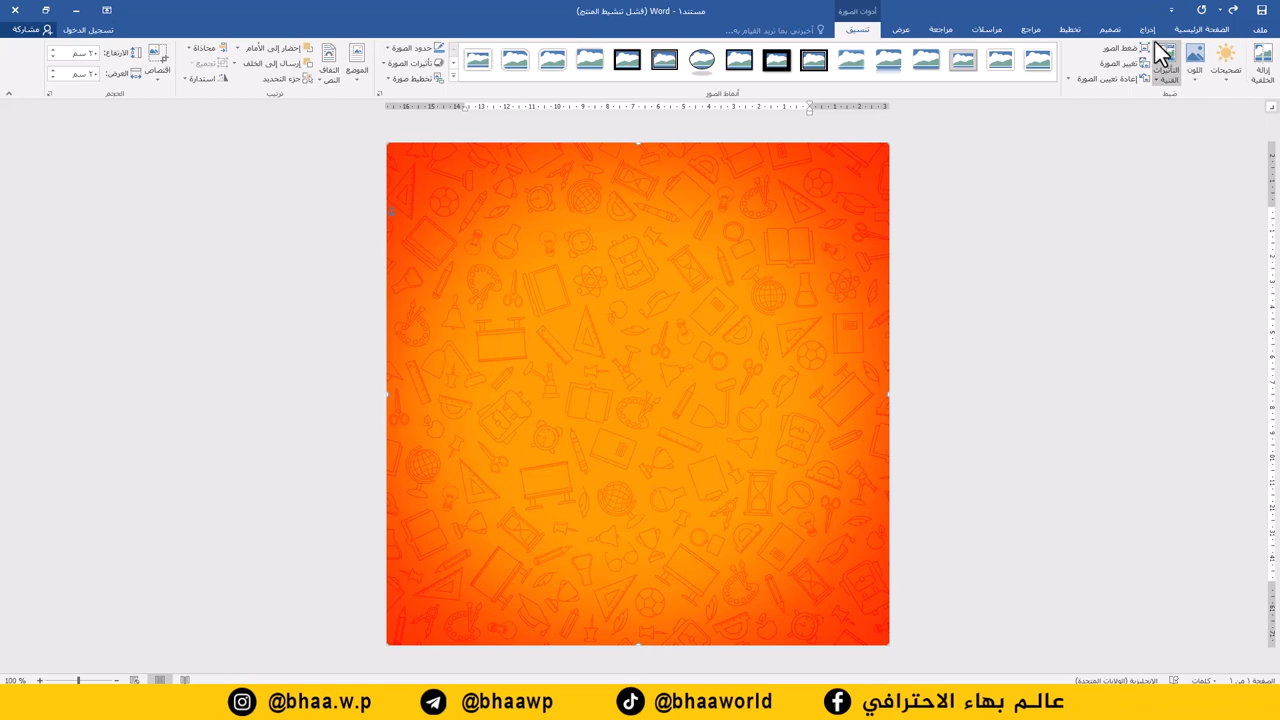 مستند١ - Word (فشل تنشيط المنتج)
أدوات الصورة
ملف
الصفحة الرئيسية
إدراج
تصميم
تخطيط
مراجع
مراسلات
مراجعة
عرض
تنسيق
أخبرني بما تريد القيام به...
تسجيل الدخول
مشاركة
إزالة الخلفية
تصحيحات
اللون
التأثيرات الفنية
ضغط الصور
تغيير الصورة
إعادة تعيين الصورة
ضبط
أنماط الصور
حدود الصورة
تأثيرات الصورة
تخطيط صورة
الموضع
التفاف النص
إحضار إلى الأمام
إرسال إلى الخلف
جزء التحديد
محاذاة
تجميع
استدارة
ترتيب
اقتصاص
الارتفاع:
٢٠ سم
العرض:
٢٠ سم
الحجم
الصفحة ١ من ١
٠ كلمات
الإنجليزية (الولايات المتحدة)
100 %
@bhaa.w.p
@bhaawp
@bhaaworld
عالم بهاء الاحترافي